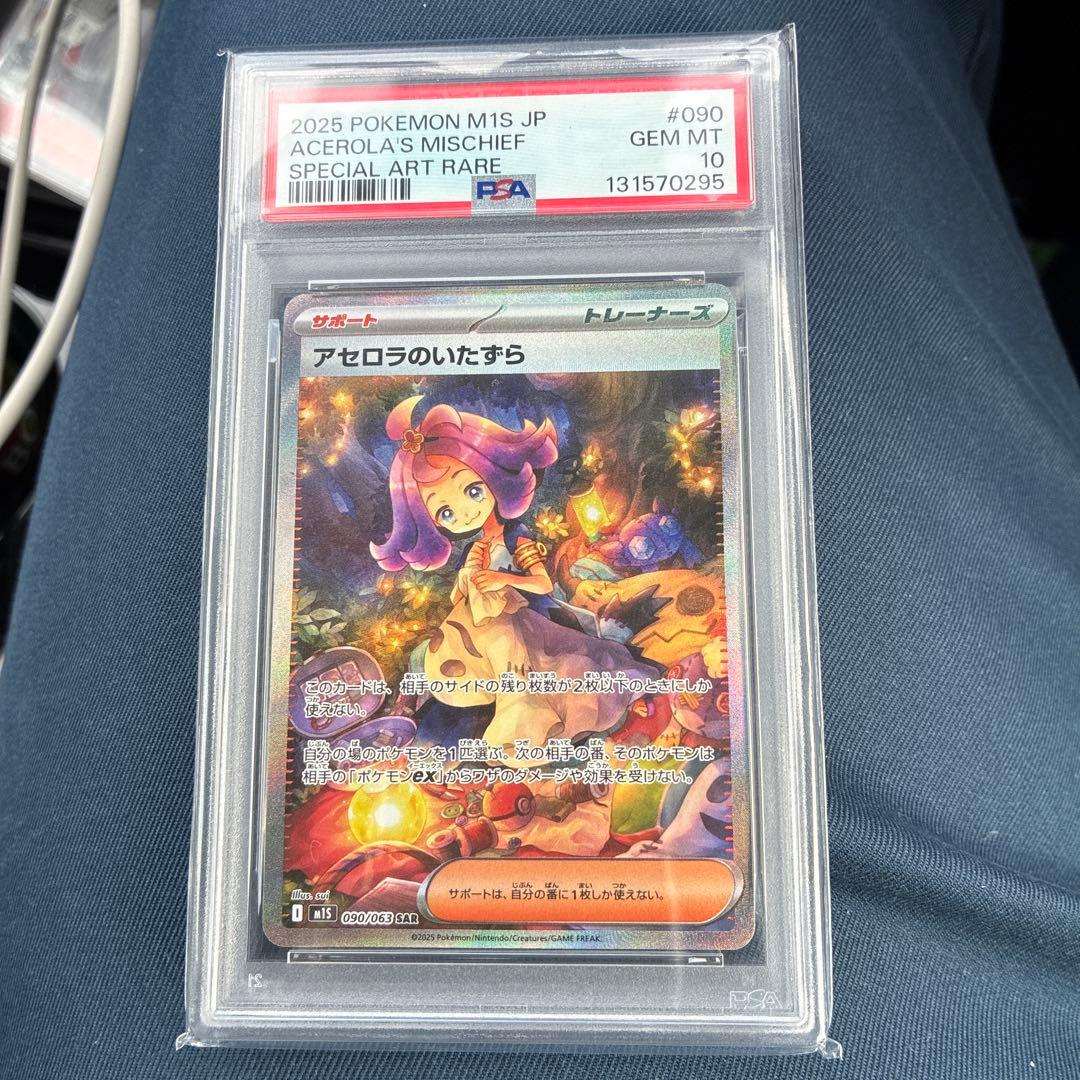 2025 POKEMON M1S JP #090
ACEROLA'S MISCHIEF GEM MT
SPECIAL ART RARE 10
PSA 131570295
サポート トレーナーズ
アセロラのいたずら
このカードは、相手のサイドの残り枚数が2枚以下のときにしか
使えない。
自分の場のポケモンを1匹選ぶ。次の相手の番、そのポケモンは
相手の「ポケモンex」からワザのダメージや効果を受けない。
サポートは、自分の番に1枚しか使えない。
Illus. sui
I m1S 090/063 SAR
©2025 Pokémon/Nintendo/Creatures/GAME FREAK.
PSA